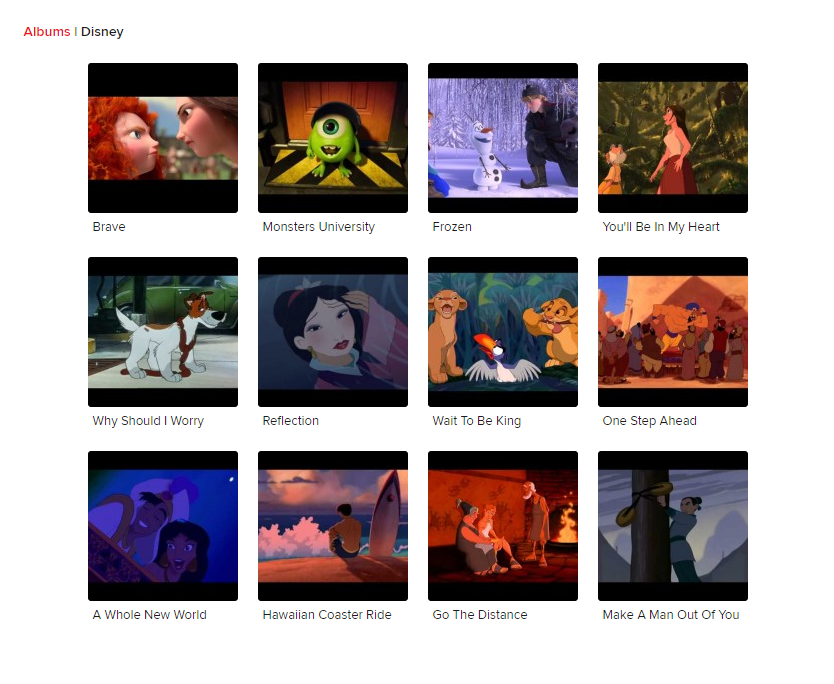 Albums | Disney
Brave
Monsters University
Frozen
You'll Be In My Heart
Why Should I Worry
Reflection
Wait To Be King
One Step Ahead
A Whole New World
Hawaiian Coaster Ride
Go The Distance
Make A Man Out Of You